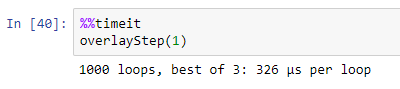 In [40]: %%timeit
overlayStep(1)
1000 loops, best of 3: 326 µs per loop